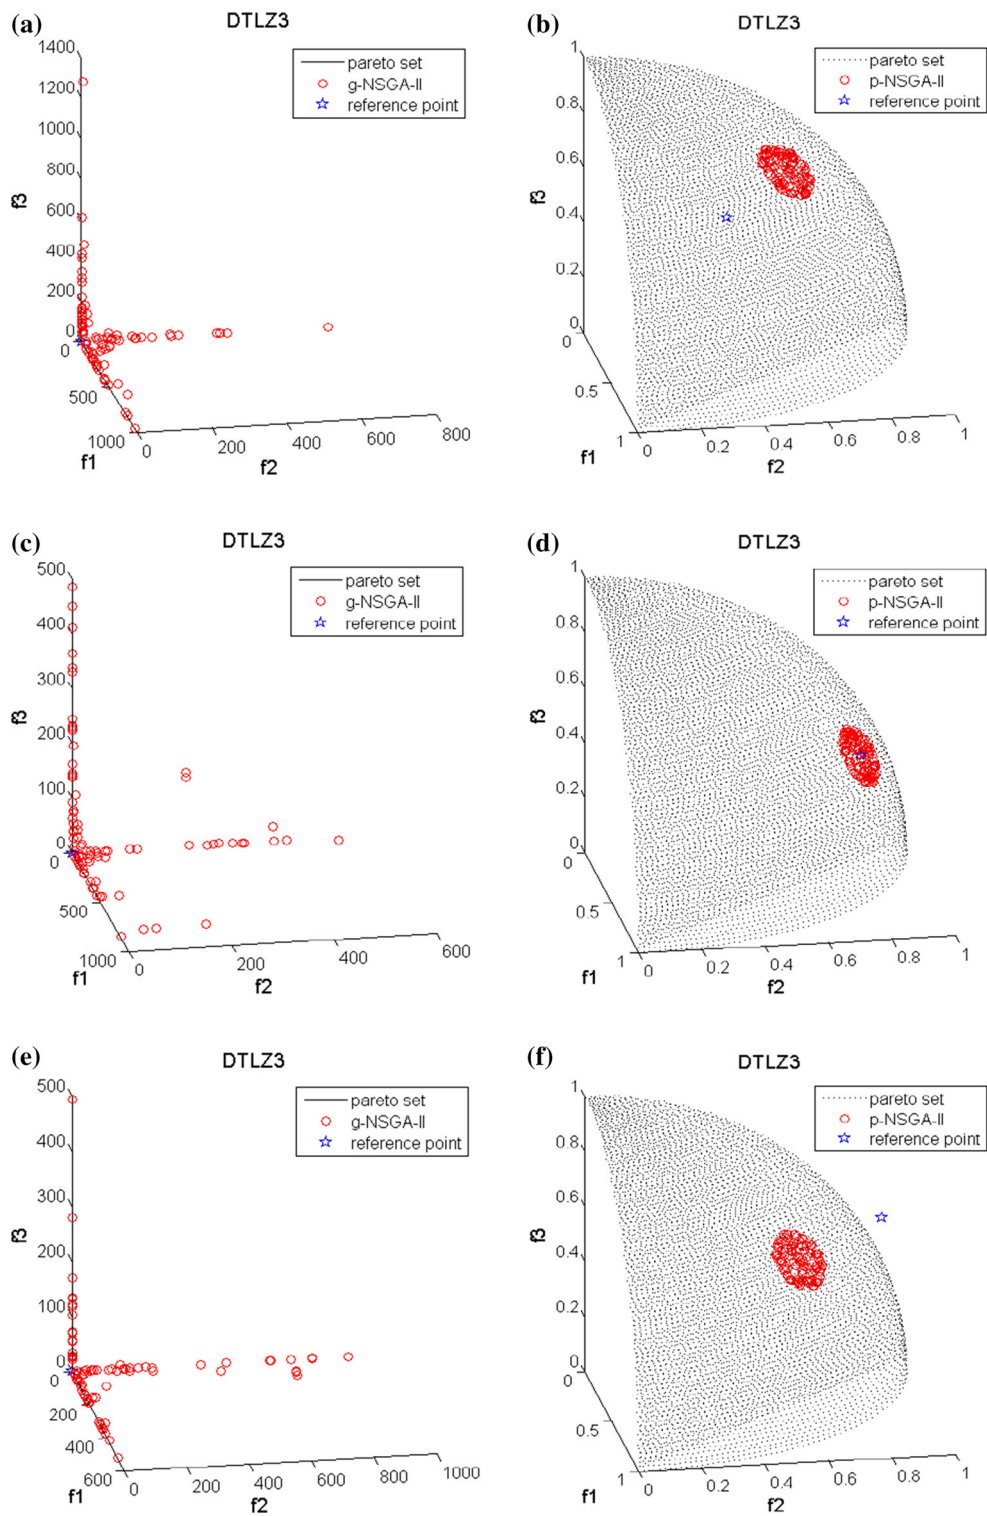 (a)
DTLZ3
pareto set
g-NSGA-II
reference point
1400
1200
1000
800
600
400
200
0
f3
0
500
1000
f1
0
200
400
600
800
f2
(b)
DTLZ3
pareto set
p-NSGA-II
reference point
1
0.8
0.6
0.4
0.2
0
f3
0
0.5
1
f1
0
0.2
0.4
0.6
0.8
1
f2
(c)
DTLZ3
pareto set
g-NSGA-II
reference point
500
400
300
200
100
0
f3
0
500
1000
f1
0
200
400
600
f2
(d)
DTLZ3
pareto set
p-NSGA-II
reference point
1
0.8
0.6
0.4
0.2
0
f3
0
0.5
1
f1
0
0.2
0.4
0.6
0.8
1
f2
(e)
DTLZ3
pareto set
g-NSGA-II
reference point
500
400
300
200
100
0
f3
0
200
400
600
f1
0
200
400
600
800
1000
f2
(f)
DTLZ3
pareto set
p-NSGA-II
reference point
1
0.8
0.6
0.4
0.2
0
f3
0
0.5
1
f1
0
0.2
0.4
0.6
0.8
1
f2